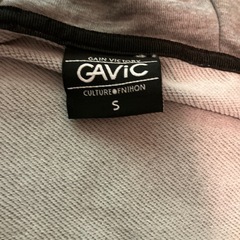 GAIN VICTORY
GAViC
CULTURE OF NIHON
S